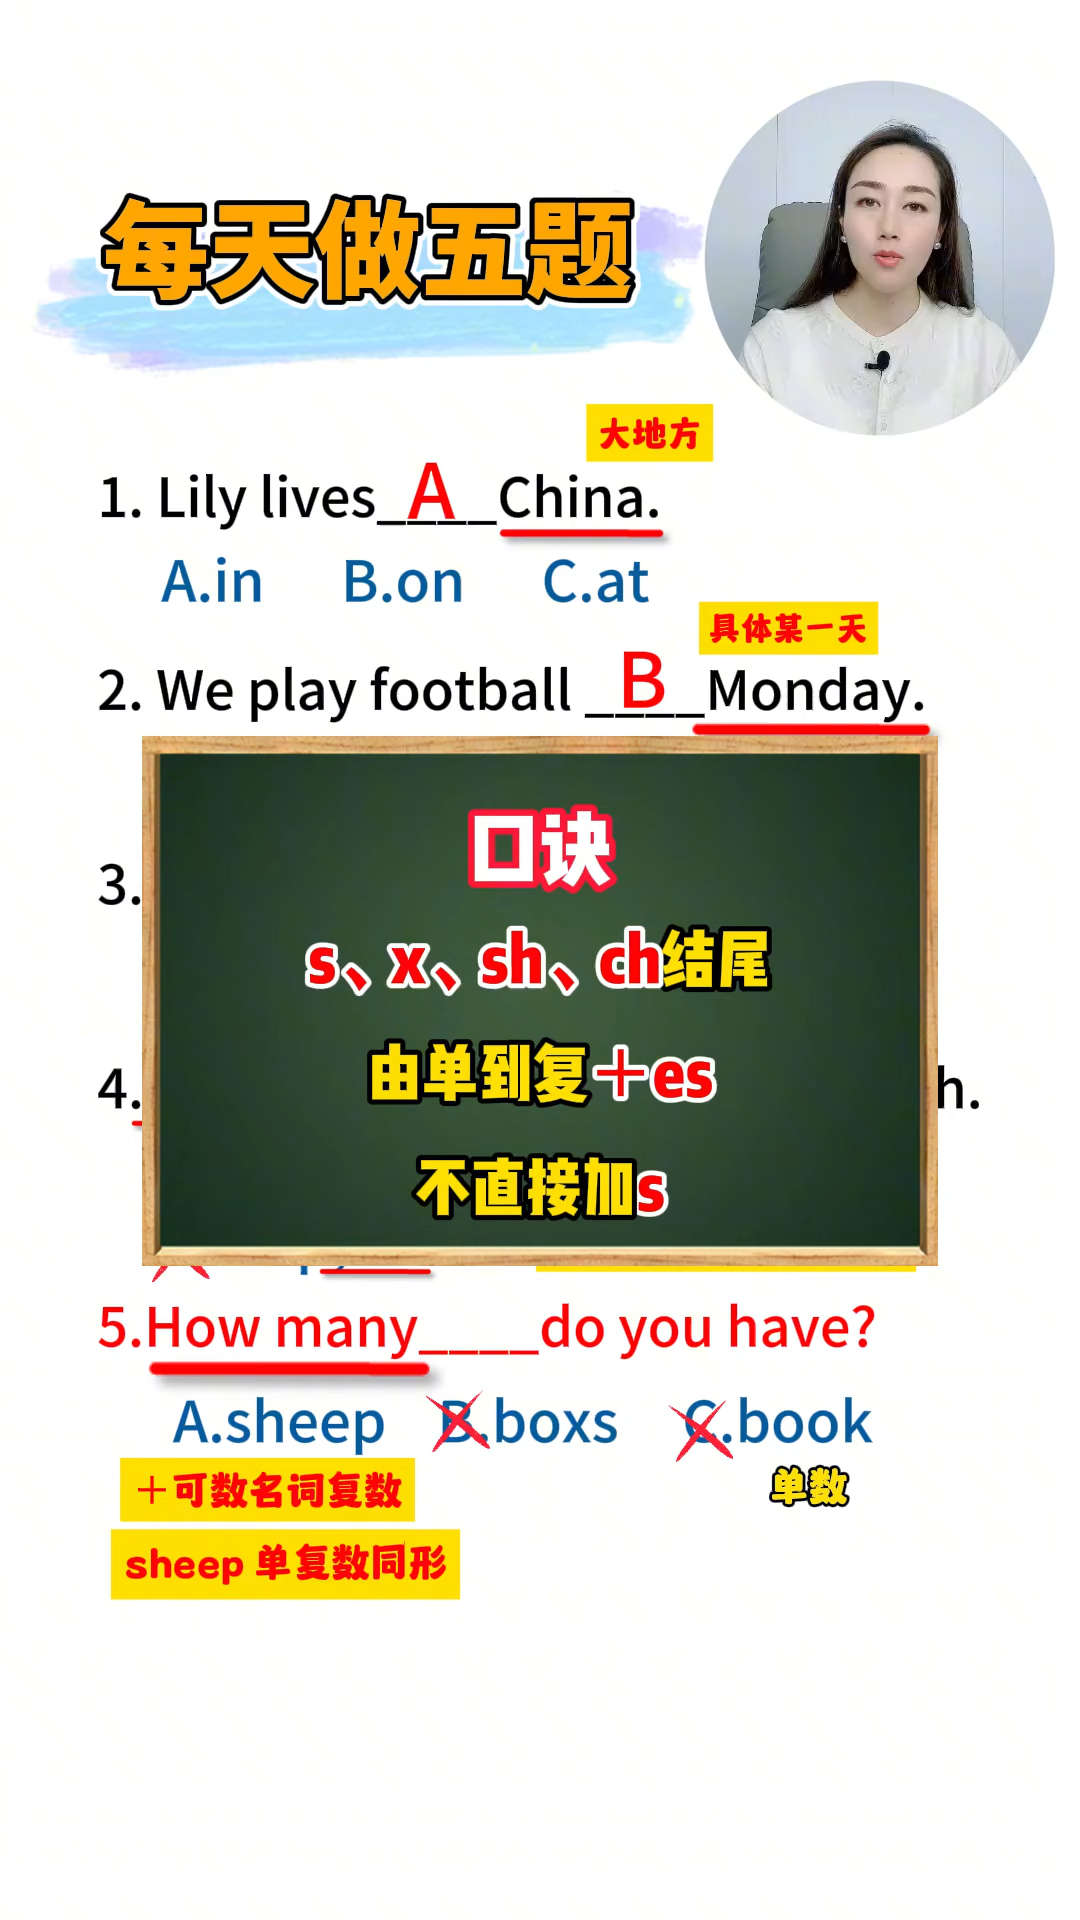 每天做五题
大地方
1. Lily lives_A_China.
A.in B.on C.at
具体某一天
2. We play football _B_Monday.
3.
口诀
s、x、sh、ch结尾
由单到复+es
4. h.
不直接加s
5.How many____do you have?
A.sheep B.boxs C.book
+可数名词复数
单数
sheep 单复数同形